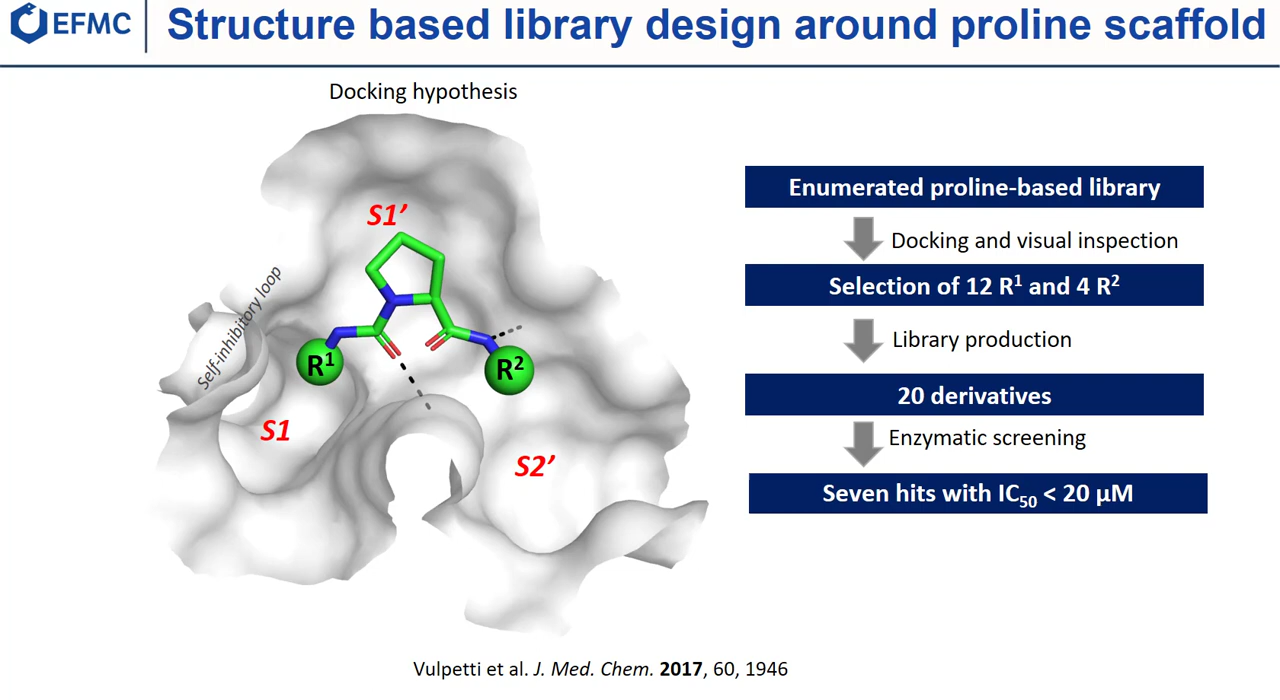 EFMC
Structure based library design around proline scaffold
Docking hypothesis
S1’
Self-inhibitory loop
R¹
R²
S1
S2’
Enumerated proline-based library
Docking and visual inspection
Selection of 12 R¹ and 4 R²
Library production
20 derivatives
Enzymatic screening
Seven hits with IC₅₀ < 20 µM
Vulpetti et al. J. Med. Chem. 2017, 60, 1946